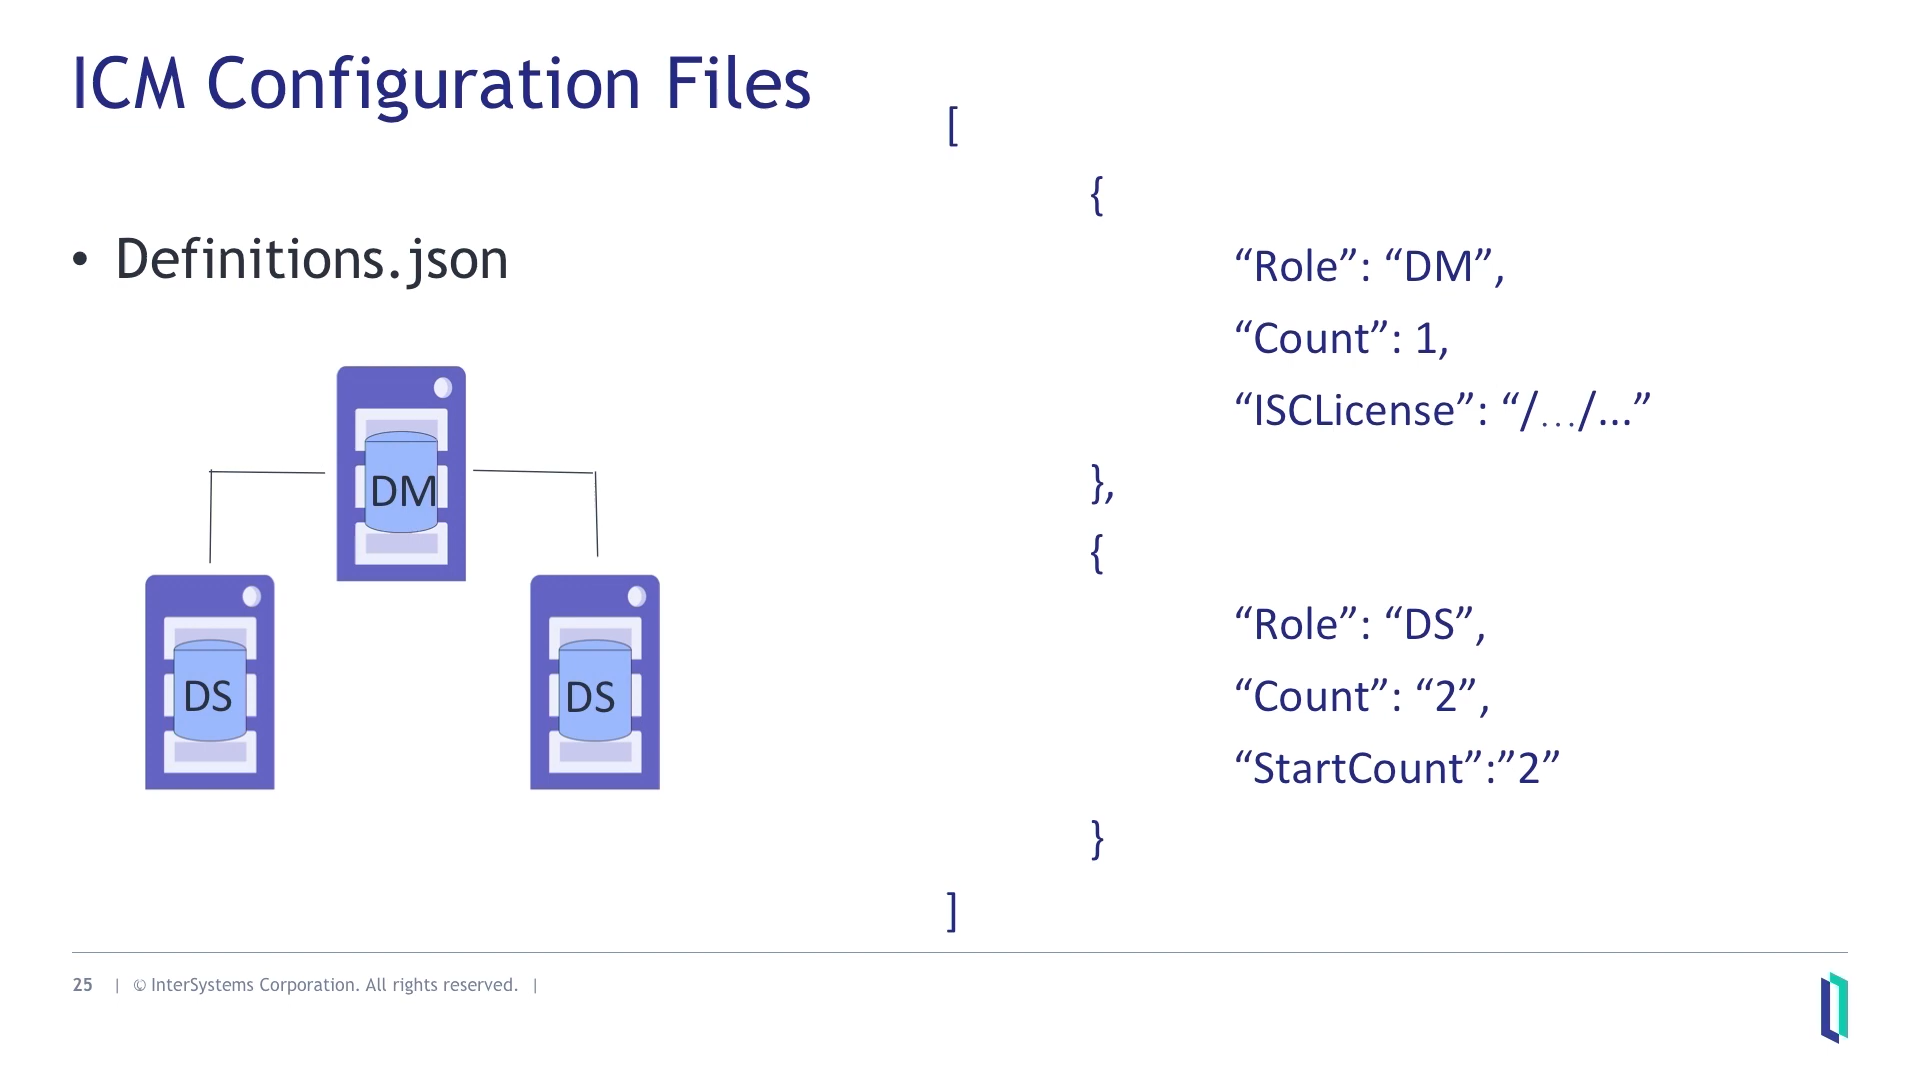 ICM Configuration Files
• Definitions.json
DM
DS
DS
[
{
“Role”: “DM”,
“Count”: 1,
“ISCLicense”: “/…/...”
},
{
“Role”: “DS”,
“Count”: “2”,
“StartCount”:”2”
}
]
25 | © InterSystems Corporation. All rights reserved. |